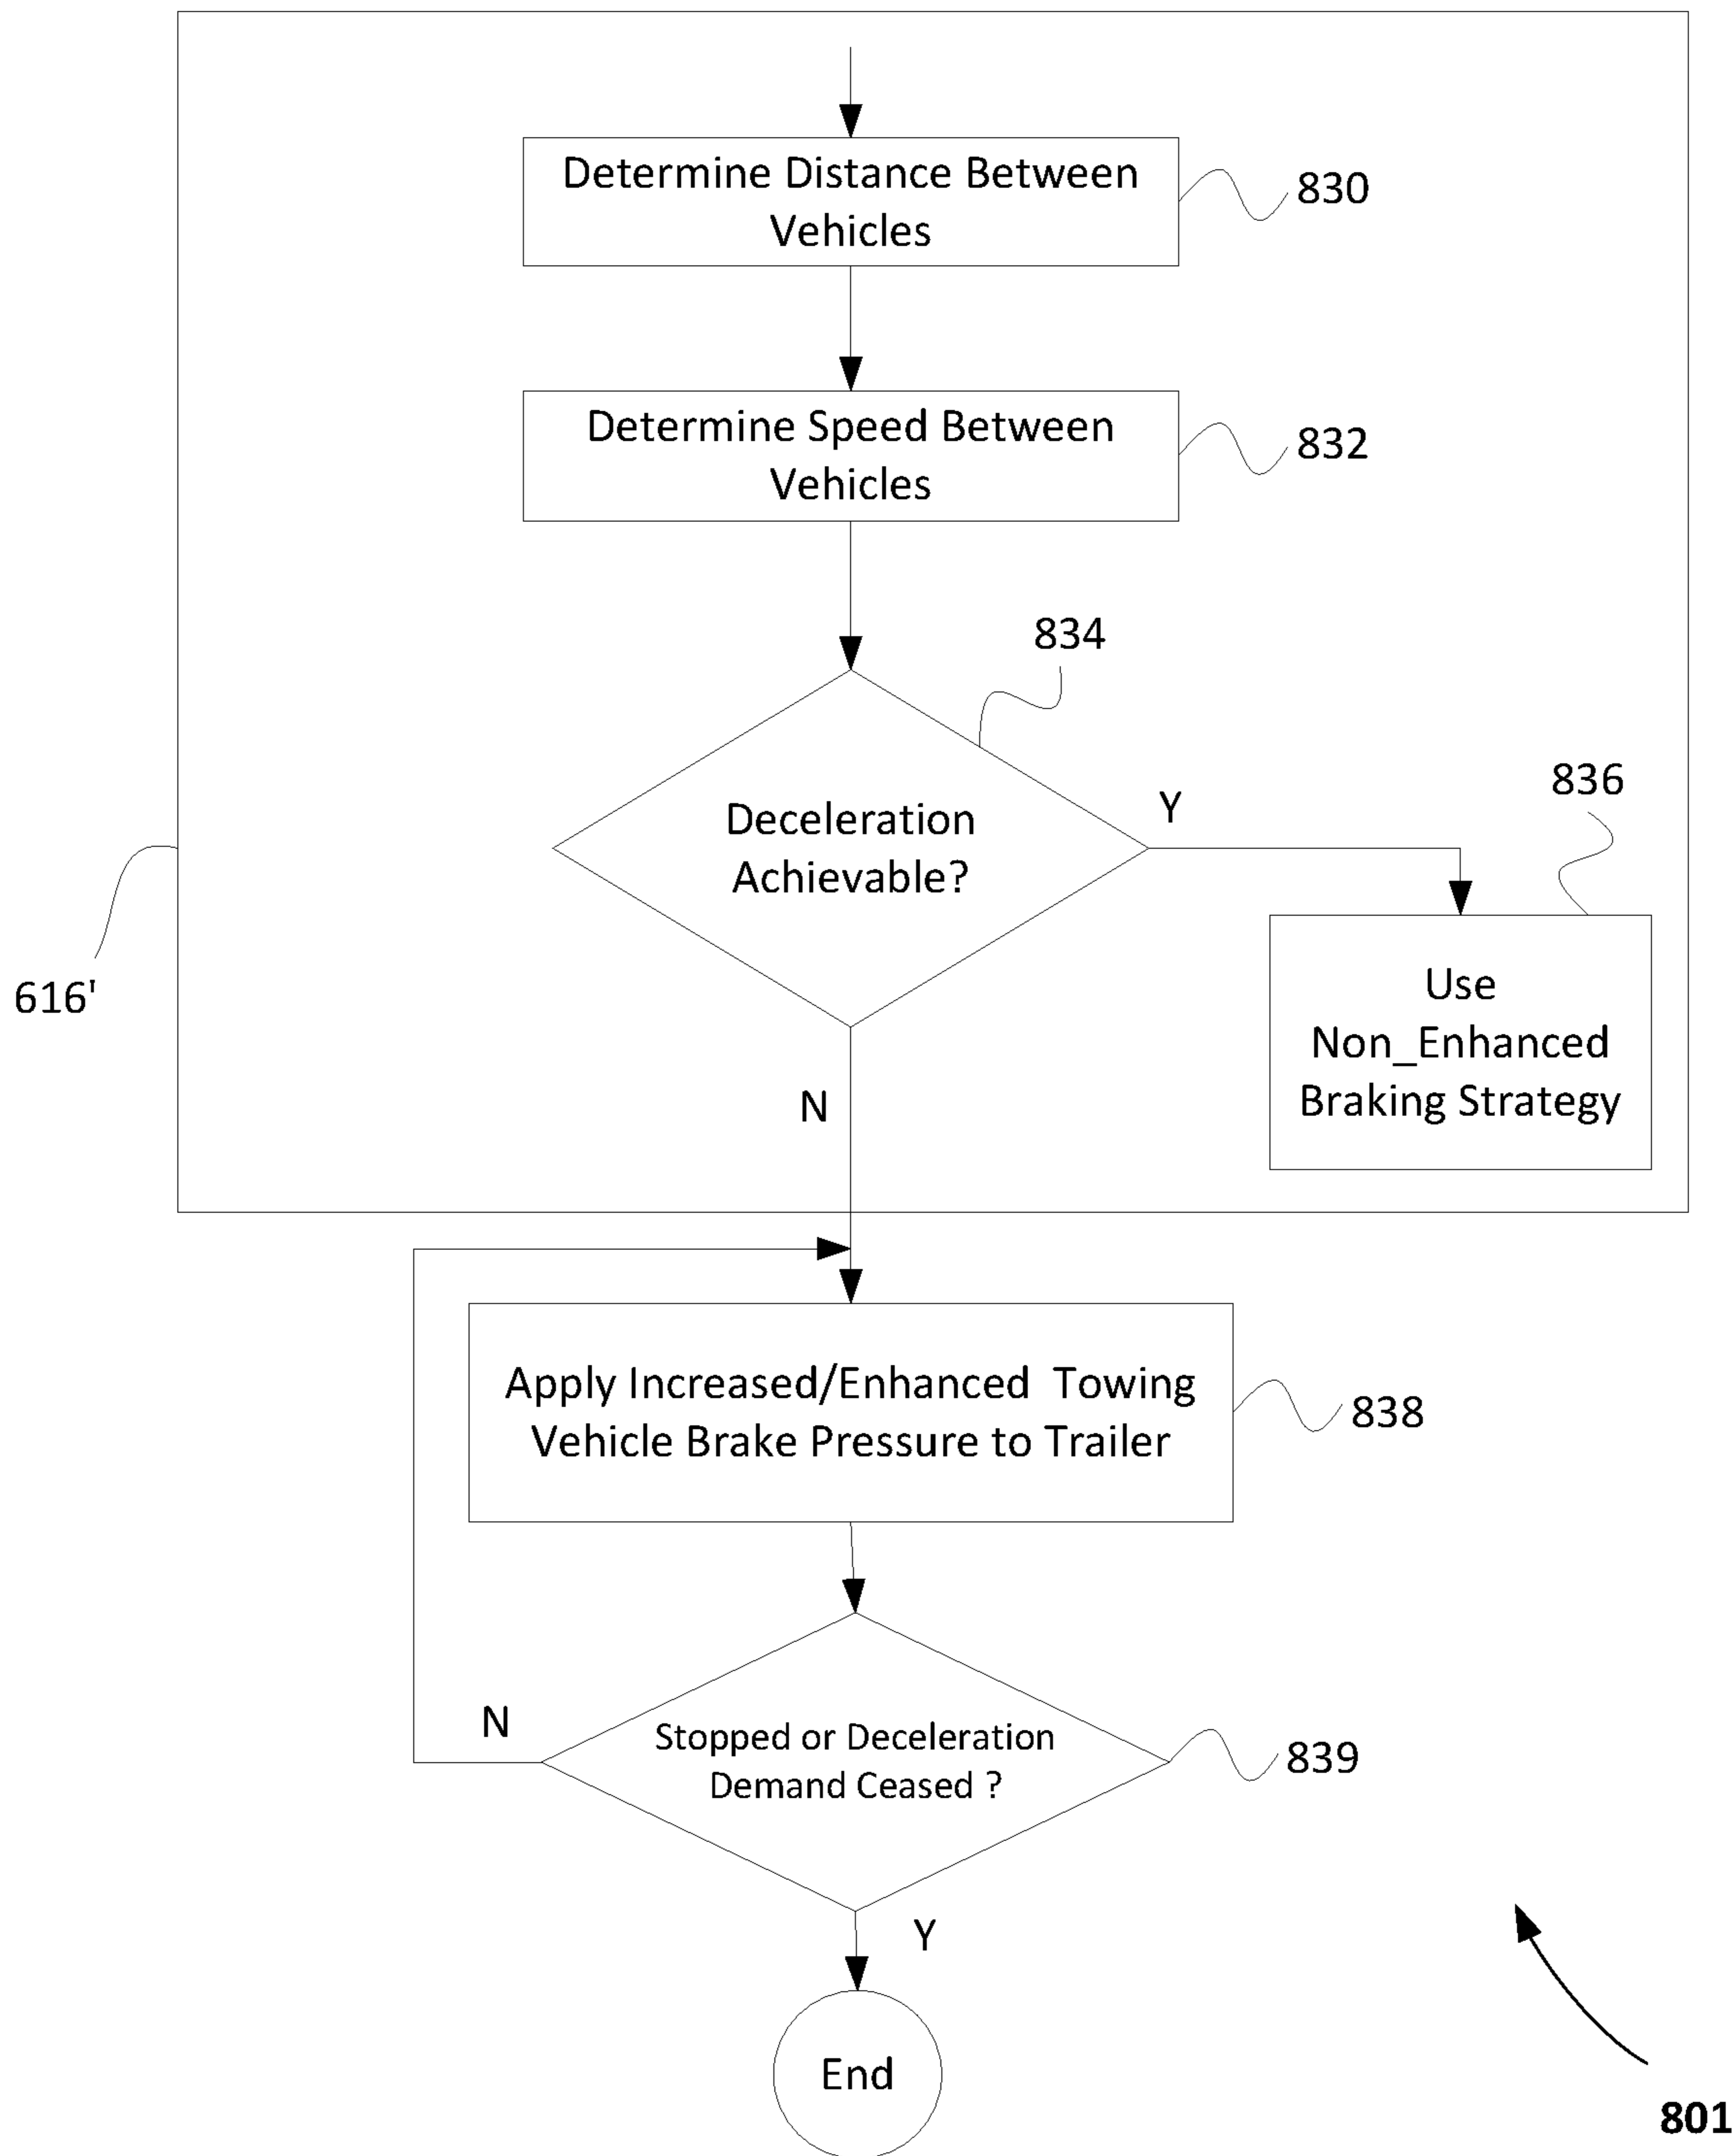 Determine Distance Between
Vehicles
830
Determine Speed Between
Vehicles
832
834
Deceleration
Achievable?
Y
836
Use
Non_Enhanced
Braking Strategy
616'
N
Apply Increased/Enhanced Towing
Vehicle Brake Pressure to Trailer
838
N
Stopped or Deceleration
Demand Ceased ?
839
Y
End
801